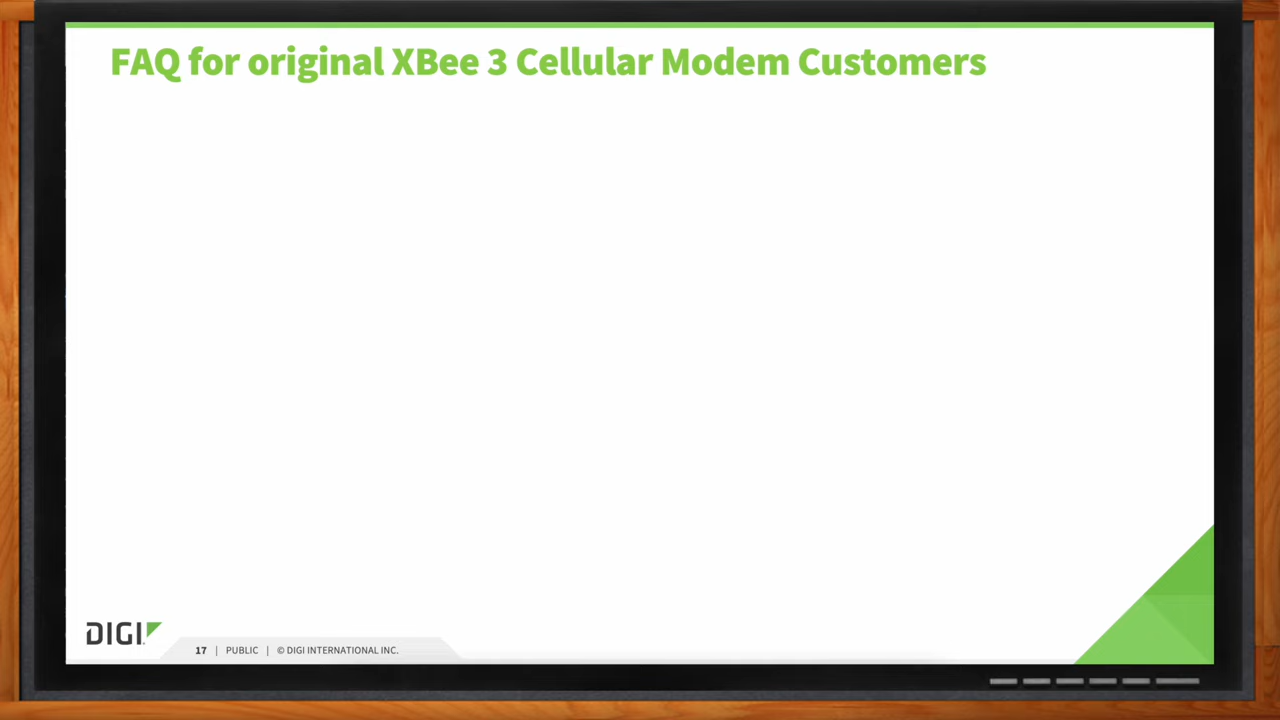 FAQ for original XBee 3 Cellular Modem Customers
DIGI
17 | PUBLIC | © DIGI INTERNATIONAL INC.